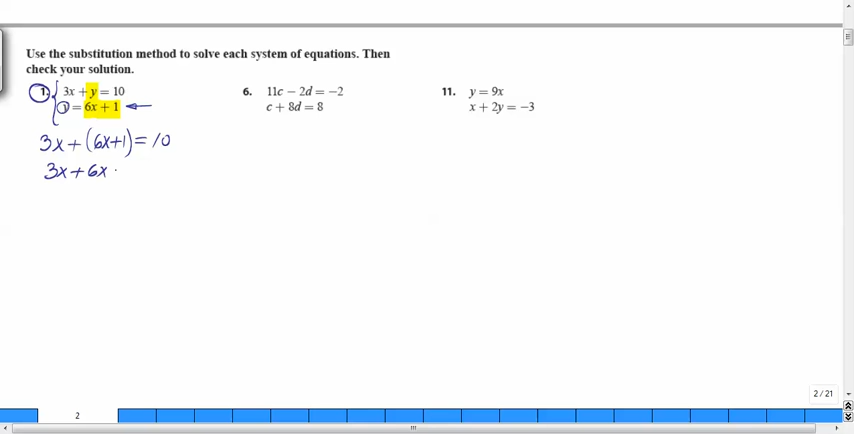 Use the substitution method to solve each system of equations. Then
check your solution.
1. 3x + y = 10
y = 6x + 1
6. 11c − 2d = −2
c + 8d = 8
11. y = 9x
x + 2y = −3
3x + (6x+1) = 10
3x + 6x
2 / 21
2